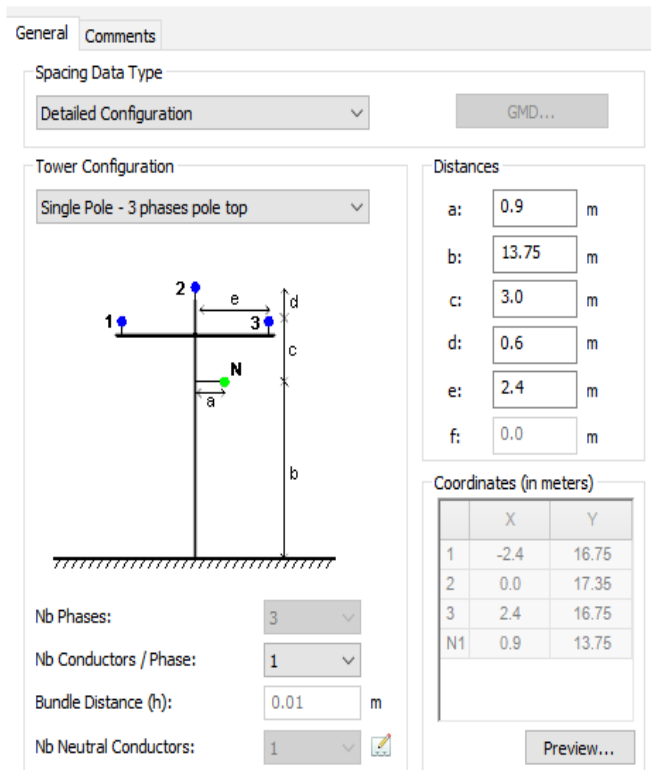 General Comments
Spacing Data Type
Detailed Configuration
GMD...
Tower Configuration
Single Pole - 3 phases pole top
2
e
d
1
3
c
N
a
b
Nb Phases:
3
Nb Conductors / Phase:
1
Bundle Distance (h):
0.01 m
Nb Neutral Conductors:
1
Distances
a: 0.9 m
b: 13.75 m
c: 3.0 m
d: 0.6 m
e: 2.4 m
f: 0.0 m
Coordinates (in meters)
X Y
1 -2.4 16.75
2 0.0 17.35
3 2.4 16.75
N1 0.9 13.75
Preview...